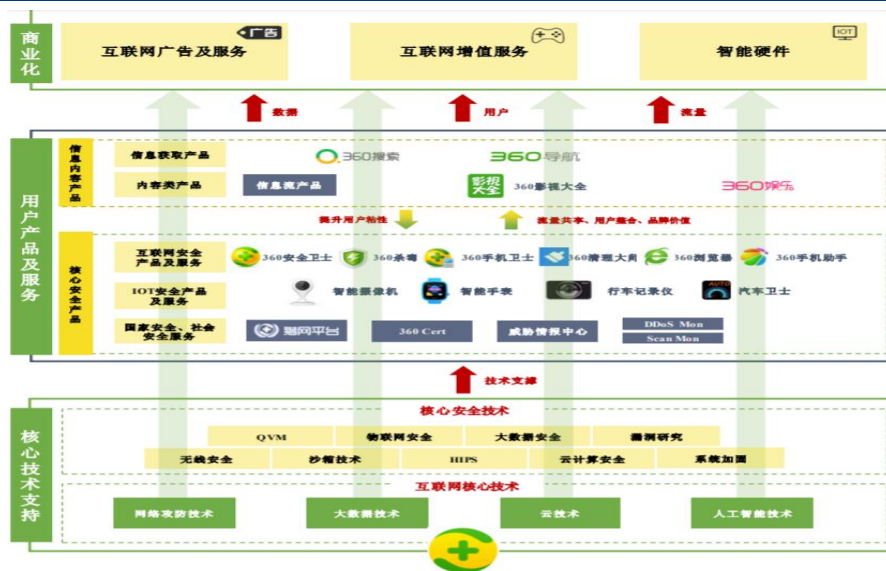 商业化
广告
互联网广告及服务
互联网增值服务
IOT
智能硬件
数据
用户
流量
用户产品及服务
信息内容产品
信息获取产品
360搜索
360导航
内容类产品
信息流产品
影视大全
360影视大全
360娱乐
提升用户粘性
流量共享、用户整合、品牌价值
核心安全产品
互联网安全
产品及服务
360安全卫士
360杀毒
360手机卫士
360清理大师
360浏览器
360手机助手
IOT安全产品
及服务
智能摄像机
智能手表
行车记录仪
AUTO
汽车卫士
国家安全、社会
安全服务
猎网平台
360 Cert
威胁情报中心
DDoS Mon
Scan Mon
技术支撑
核心技术支持
核心安全技术
QVM
物联网安全
大数据安全
漏洞研究
无线安全
沙箱技术
HIPS
云计算安全
系统加固
互联网核心技术
网络攻防技术
大数据技术
云技术
人工智能技术